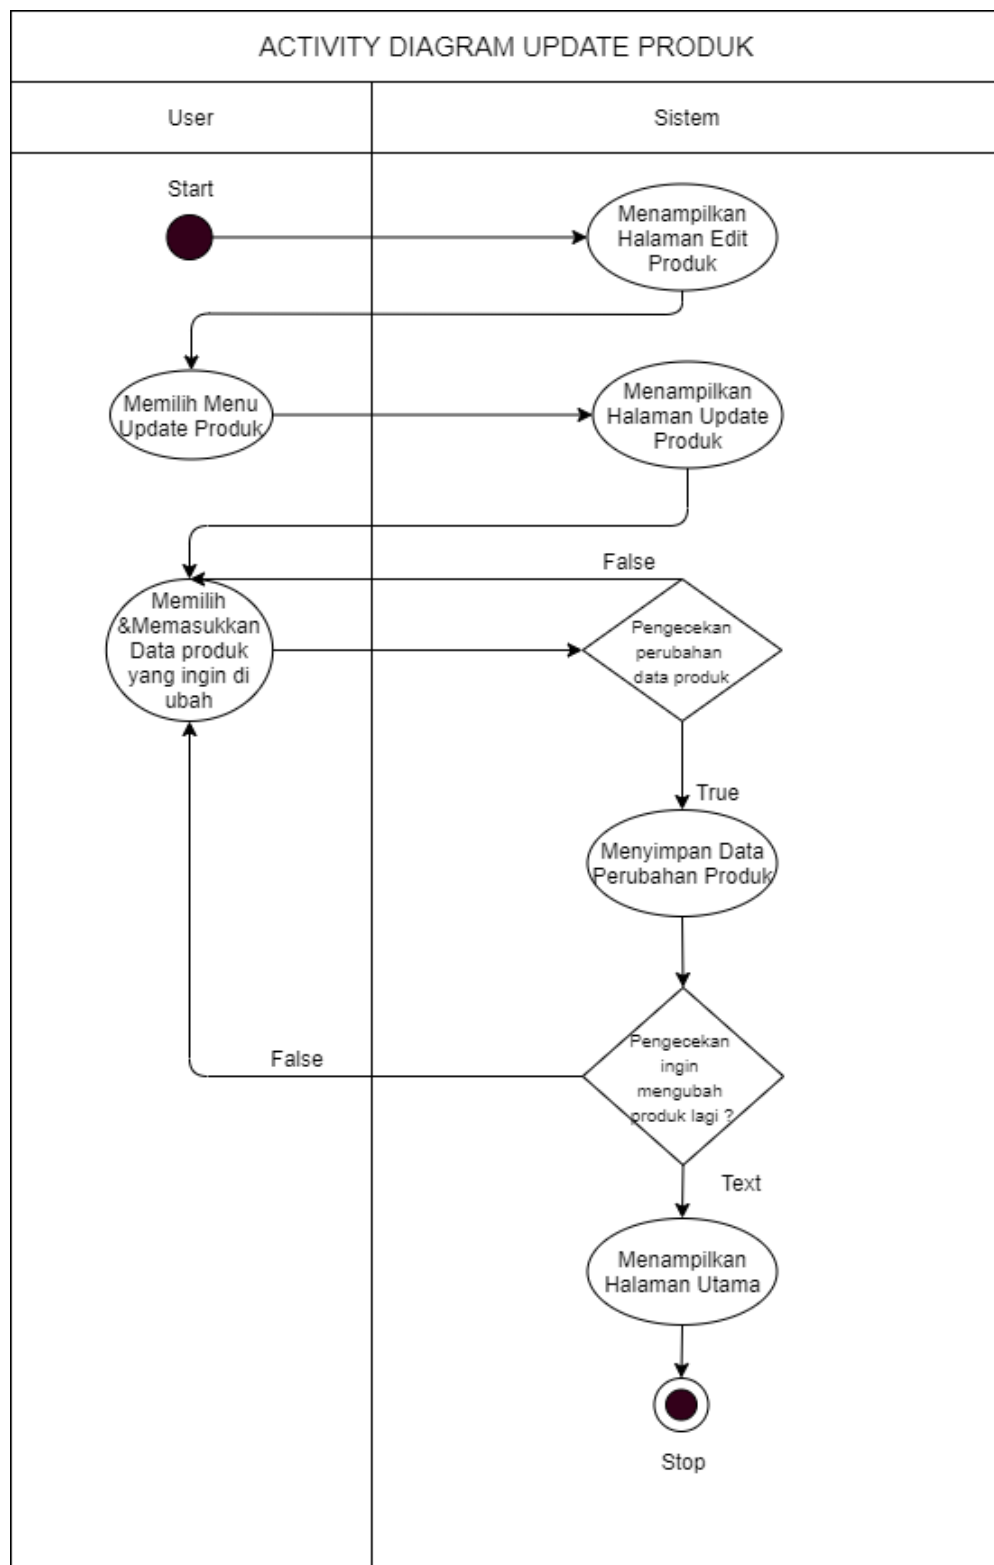 ACTIVITY DIAGRAM UPDATE PRODUK
User
Sistem
Start
Menampilkan
Halaman Edit
Produk
Memilih Menu
Update Produk
Menampilkan
Halaman Update
Produk
False
Memilih
&Memasukkan
Data produk
yang ingin di
ubah
Pengecekan
perubahan
data produk
True
Menyimpan Data
Perubahan Produk
False
Pengecekan
ingin
mengubah
produk lagi ?
Text
Menampilkan
Halaman Utama
Stop